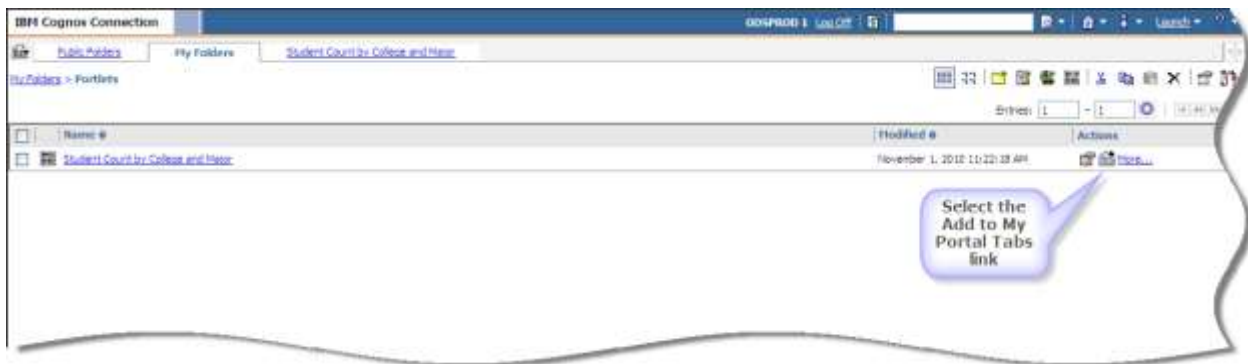 IBM Cognos Connection
ODSPROD 1 Log Off Launch
Public Folders My Folders Student Count by College and Major
My Folders > Portlets
Entries: 1 - 1
Name Modified Actions
Student Count by College and Major November 1, 2010 11:22:18 AM More...
Select the
Add to My
Portal Tabs
link